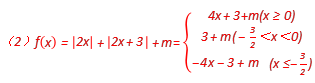 (2) f(x) = |2x| + |2x+3| +m= { 4x+3+m(x ≥ 0)
3+m(-3/2<x<0)
-4x-3+m (x ≤-3/2)